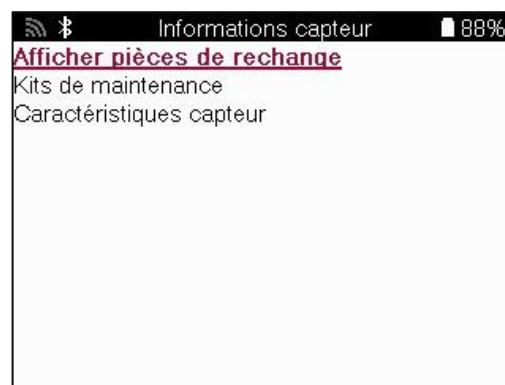 Informations capteur 88%
Afficher pièces de rechange
Kits de maintenance
Caractéristiques capteur